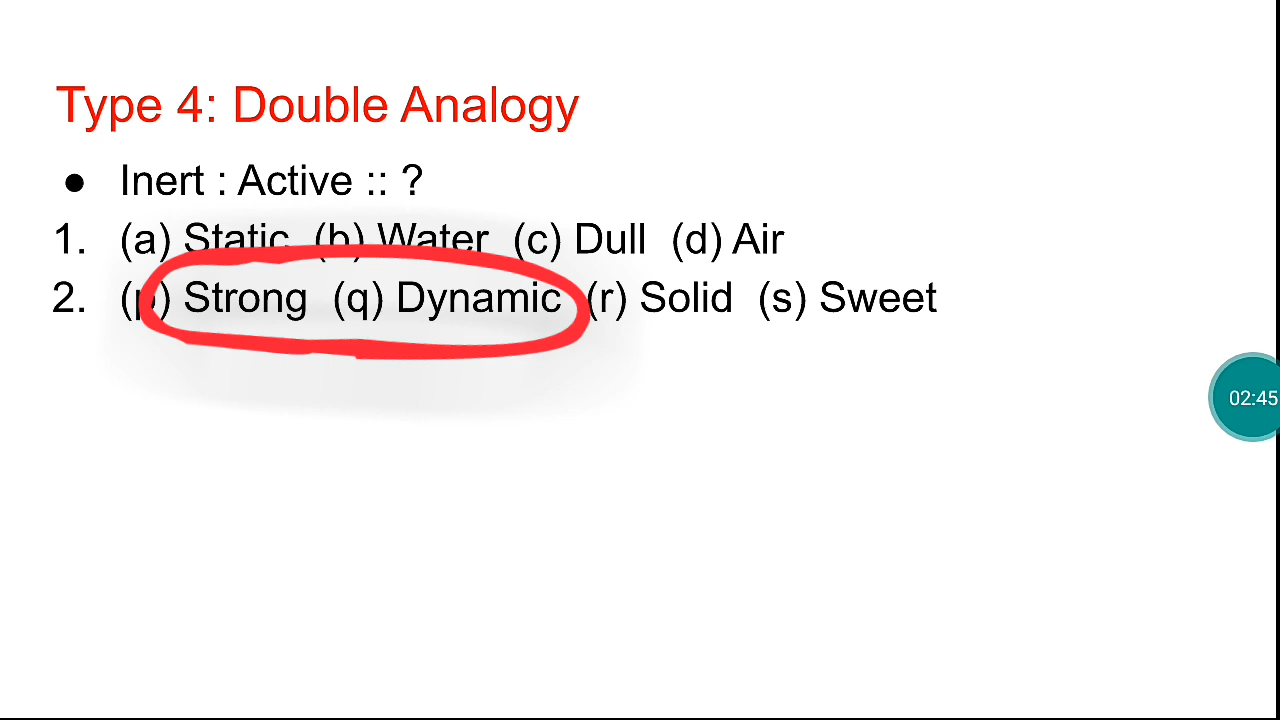 Type 4: Double Analogy
● Inert : Active :: ?
1. (a) Static (b) Water (c) Dull (d) Air
2. (p) Strong (q) Dynamic (r) Solid (s) Sweet
02:45